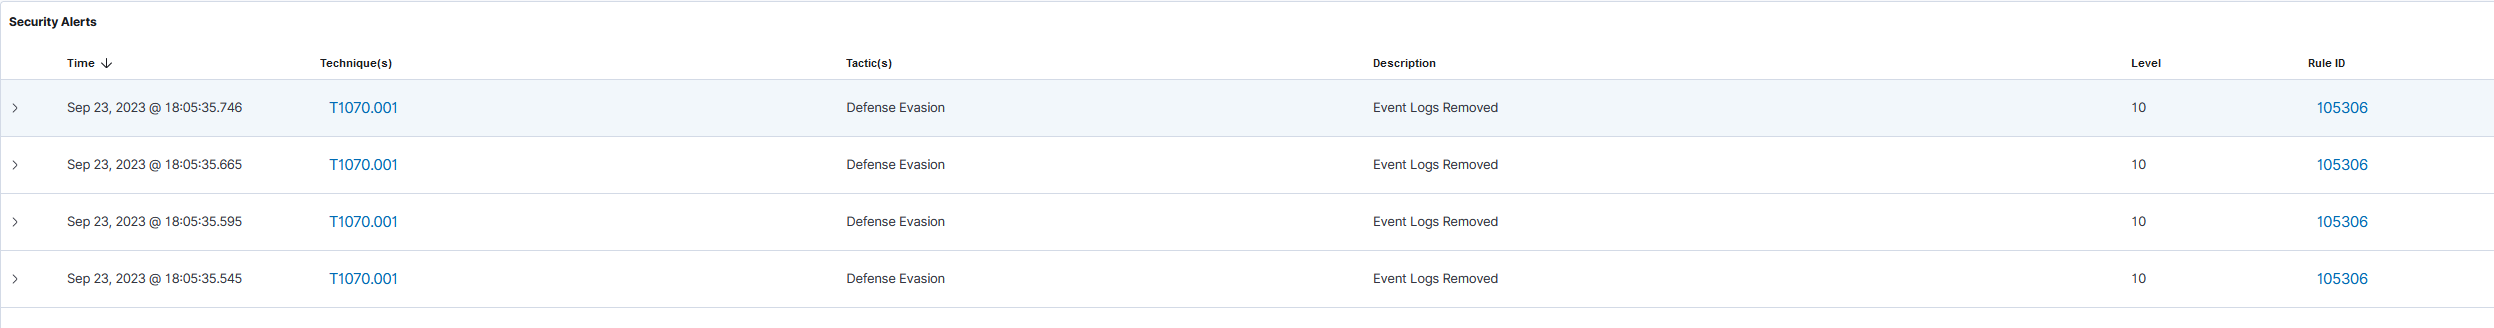 Security Alerts
Time Technique(s) Tactic(s) Description Level Rule ID
Sep 23, 2023 @ 18:05:35.746 T1070.001 Defense Evasion Event Logs Removed 10 105306
Sep 23, 2023 @ 18:05:35.665 T1070.001 Defense Evasion Event Logs Removed 10 105306
Sep 23, 2023 @ 18:05:35.595 T1070.001 Defense Evasion Event Logs Removed 10 105306
Sep 23, 2023 @ 18:05:35.545 T1070.001 Defense Evasion Event Logs Removed 10 105306